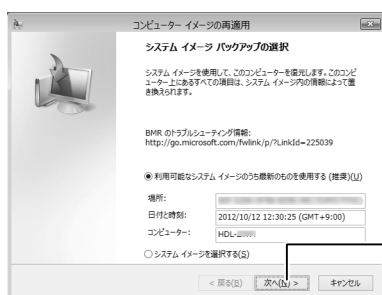 コンピューター イメージの再適用
システム イメージ バックアップの選択
システム イメージを使用して、このコンピューターを復元します。このコンピ
ューター上にあるすべての項目は、システム イメージ内の情報によって置
き換えられます。
BMR のトラブルシューティング情報:
http://go.microsoft.com/fwlink/p/?LinkId=225039
利用可能なシステム イメージのうち最新のものを使用する (推奨)(U)
場所:
日付と時刻: 2012/10/12 12:30:25 (GMT+9:00)
コンピューター: HDL-
システム イメージを選択する(S)
< 戻る(B) 次へ(N) > キャンセル